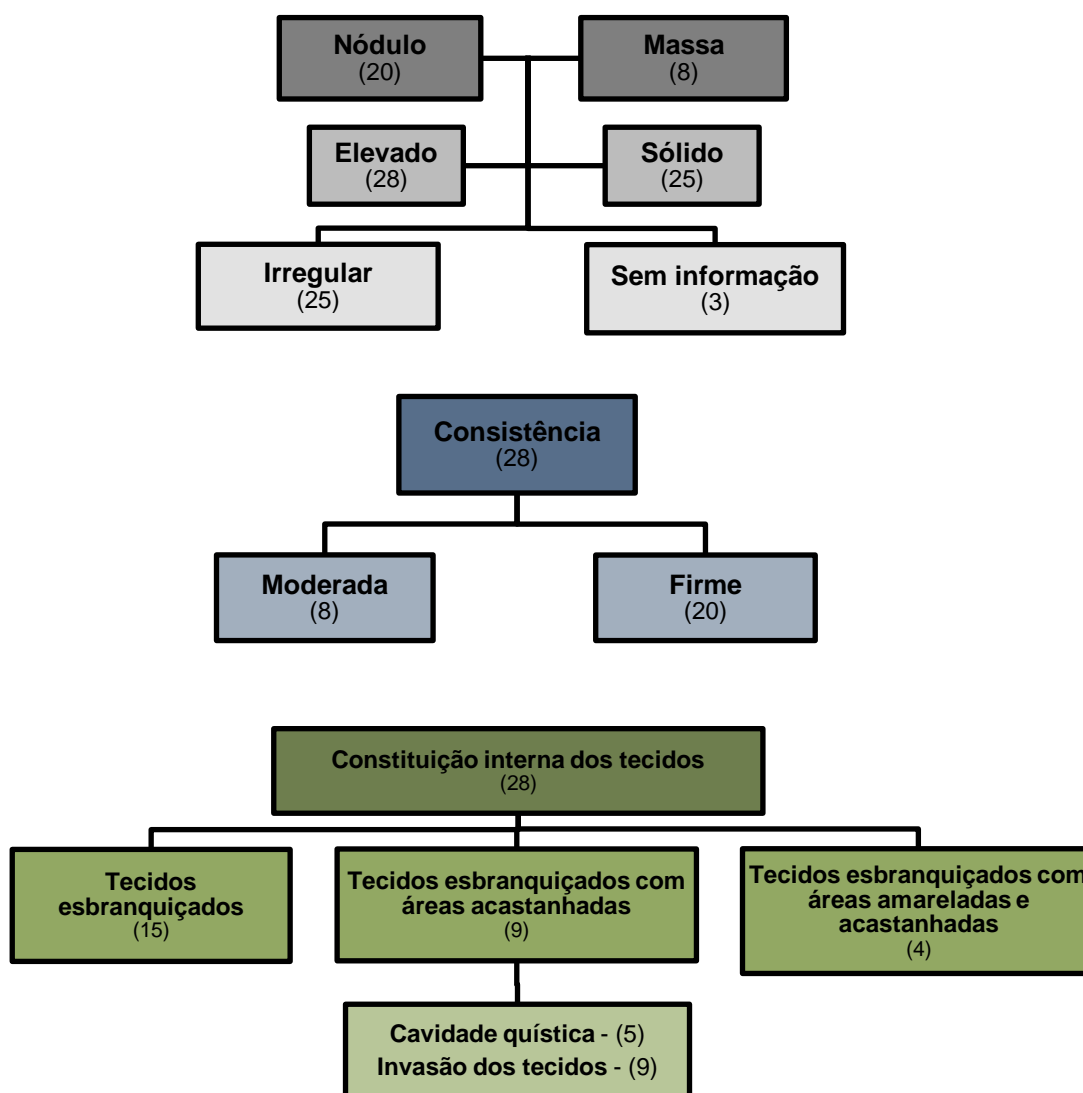 Nódulo
(20)
Massa
(8)
Elevado
(28)
Sólido
(25)
Irregular
(25)
Sem informação
(3)
Consistência
(28)
Moderada
(8)
Firme
(20)
Constituição interna dos tecidos
(28)
Tecidos
esbranquiçados
(15)
Tecidos esbranquiçados com
áreas acastanhadas
(9)
Tecidos esbranquiçados com
áreas amareladas e
acastanhadas
(4)
Cavidade quística - (5)
Invasão dos tecidos - (9)